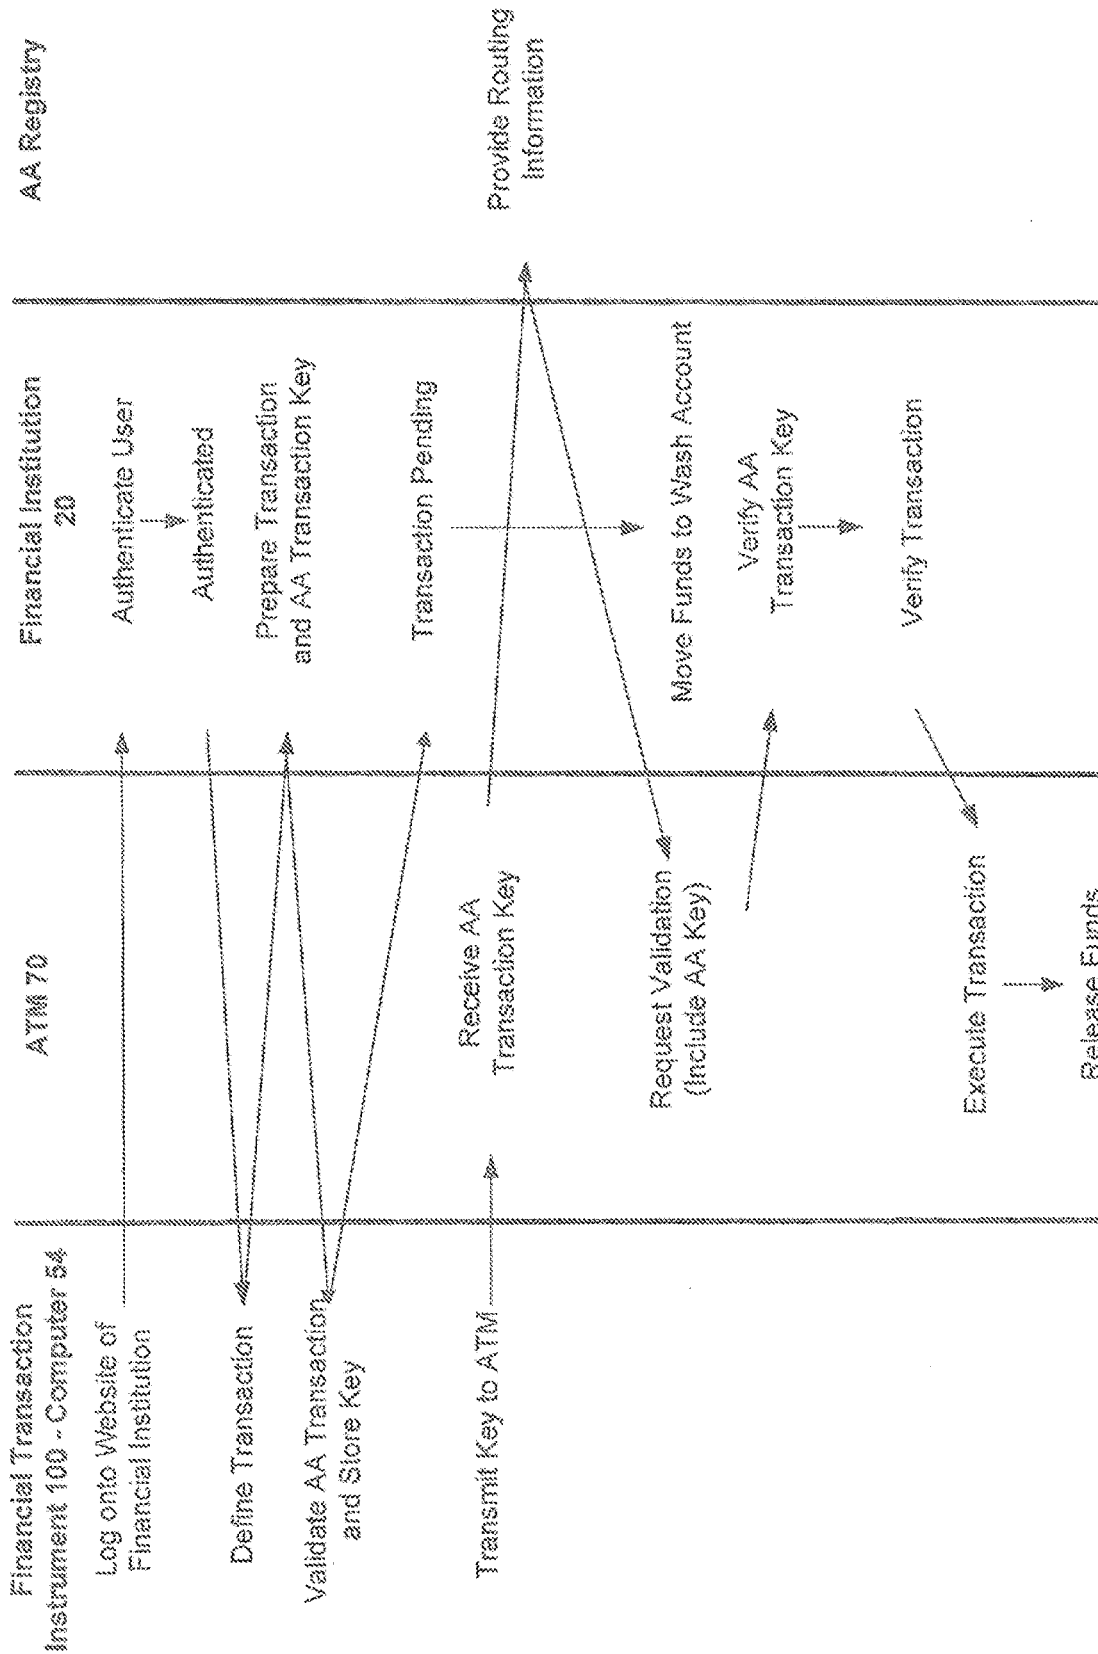 Financial Transaction
Instrument 100 - Computer 54
ATM 70
Financial Institution
20
AA Registry
Log onto Website of
Financial Institution
Authenticate User
Authenticated
Define Transaction
Prepare Transaction
and AA Transaction Key
Validate AA Transaction
and Store Key
Transaction Pending
Transmit Key to ATM
Receive AA
Transaction Key
Provide Routing
Information
Request Validation
(Include AA Key)
Move Funds to Wash Account
Verify AA
Transaction Key
Verify Transaction
Execute Transaction
Release Funds